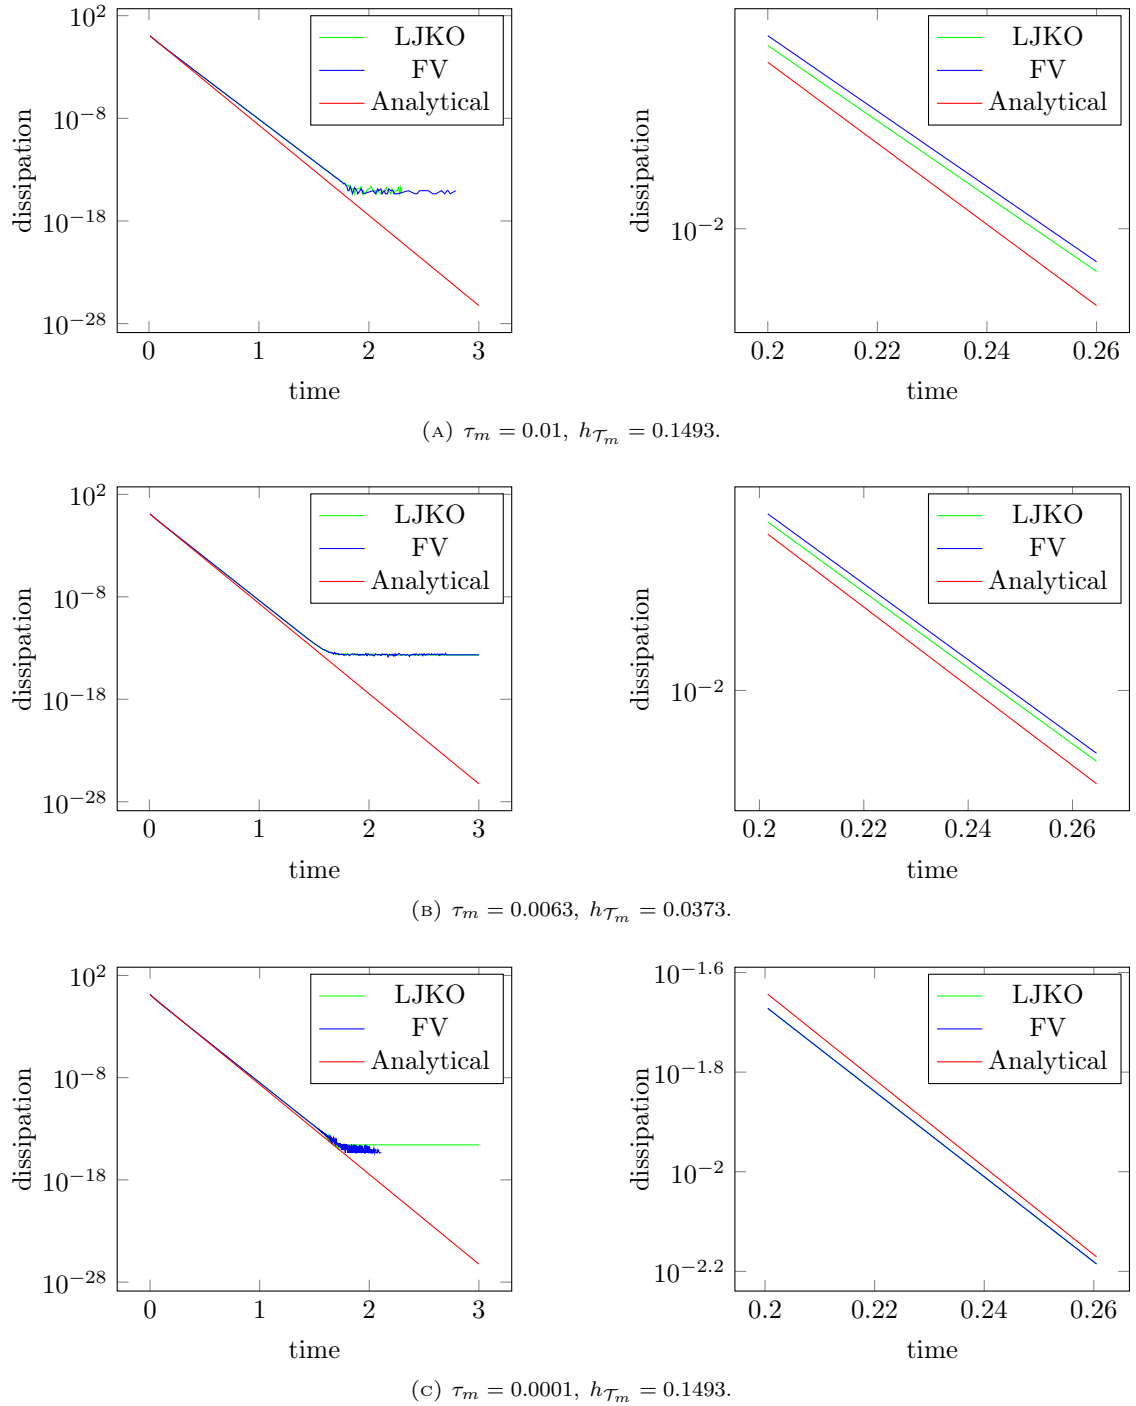 10^2
10^−8
10^−18
10^−28
dissipation
0 1 2 3
time
LJKO
FV
Analytical
10^−2
dissipation
0.2 0.22 0.24 0.26
time
LJKO
FV
Analytical
(A) τ_m = 0.01, h_{𝒯_m} = 0.1493.
10^2
10^−8
10^−18
10^−28
dissipation
0 1 2 3
time
LJKO
FV
Analytical
10^−2
dissipation
0.2 0.22 0.24 0.26
time
LJKO
FV
Analytical
(B) τ_m = 0.0063, h_{𝒯_m} = 0.0373.
10^2
10^−8
10^−18
10^−28
dissipation
0 1 2 3
time
LJKO
FV
Analytical
10^−1.6
10^−1.8
10^−2
10^−2.2
dissipation
0.2 0.22 0.24 0.26
time
LJKO
FV
Analytical
(C) τ_m = 0.0001, h_{𝒯_m} = 0.1493.